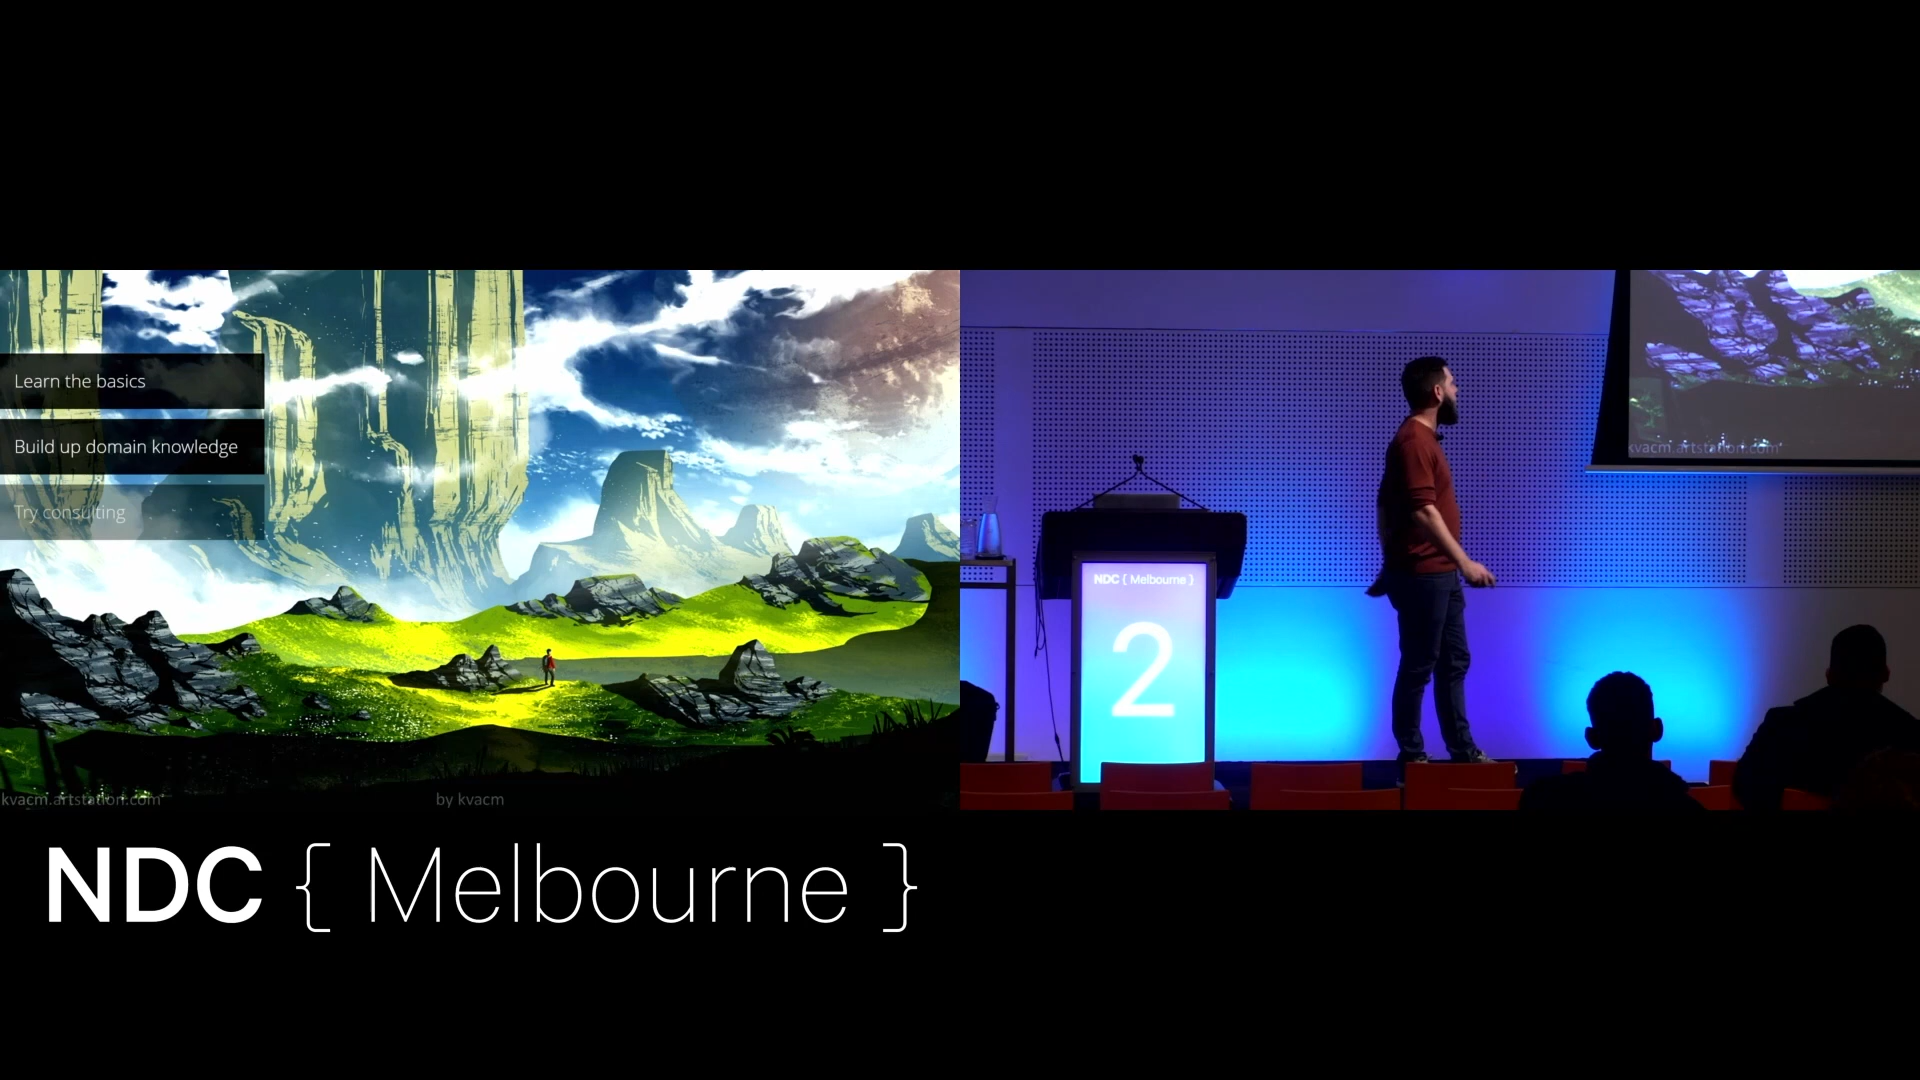 Learn the basics
Build up domain knowledge
Try consulting
kvacm.artstation.com
by kvacm
NDC { Melbourne }
kvacm.artstation.com
NDC { Melbourne }
2